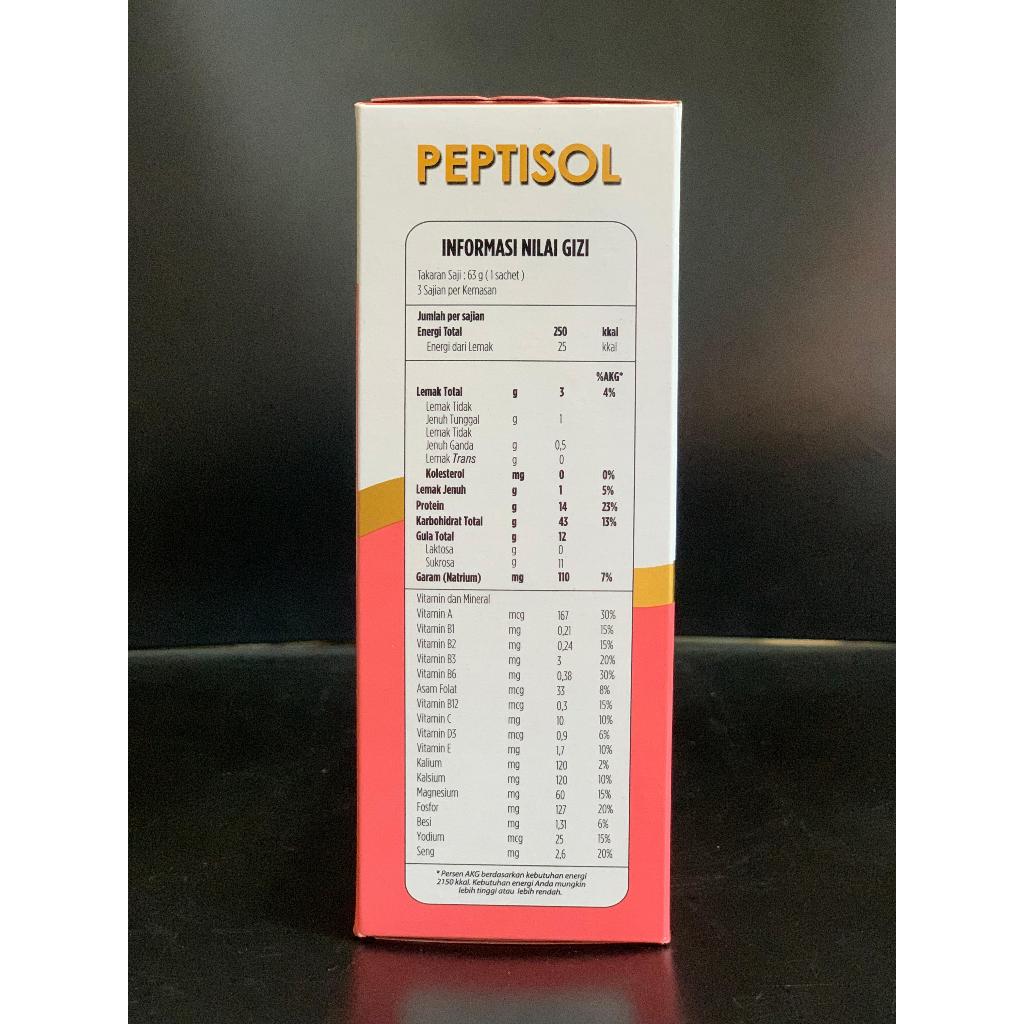 PEPTISOL
INFORMASI NILAI GIZI
Takaran Saji : 63 g ( 1 sachet )
3 Sajian per Kemasan
Jumlah per sajian
Energi Total 250 kkal
Energi dari Lemak 25 kkal
%AKG*
Lemak Total g 3 4%
Lemak Tidak
Jenuh Tunggal g 1
Lemak Tidak
Jenuh Ganda g 0,5
Lemak Trans g 0
Kolesterol mg 0 0%
Lemak Jenuh g 1 5%
Protein g 14 23%
Karbohidrat Total g 43 13%
Gula Total g 12
Laktosa g 0
Sukrosa g 11
Garam (Natrium) mg 110 7%
Vitamin dan Mineral
Vitamin A mcg 167 30%
Vitamin B1 mg 0,21 15%
Vitamin B2 mg 0,24 15%
Vitamin B3 mg 3 20%
Vitamin B6 mg 0,38 30%
Asam Folat mcg 33 8%
Vitamin B12 mcg 0,3 15%
Vitamin C mg 10 10%
Vitamin D3 mcg 0,9 6%
Vitamin E mg 1,7 10%
Kalium mg 120 2%
Kalsium mg 120 10%
Magnesium mg 60 15%
Fosfor mg 127 20%
Besi mg 1,31 6%
Yodium mcg 25 15%
Seng mg 2,6 20%
* Persen AKG berdasarkan kebutuhan energi
2150 kkal. Kebutuhan energi Anda mungkin
lebih tinggi atau lebih rendah.